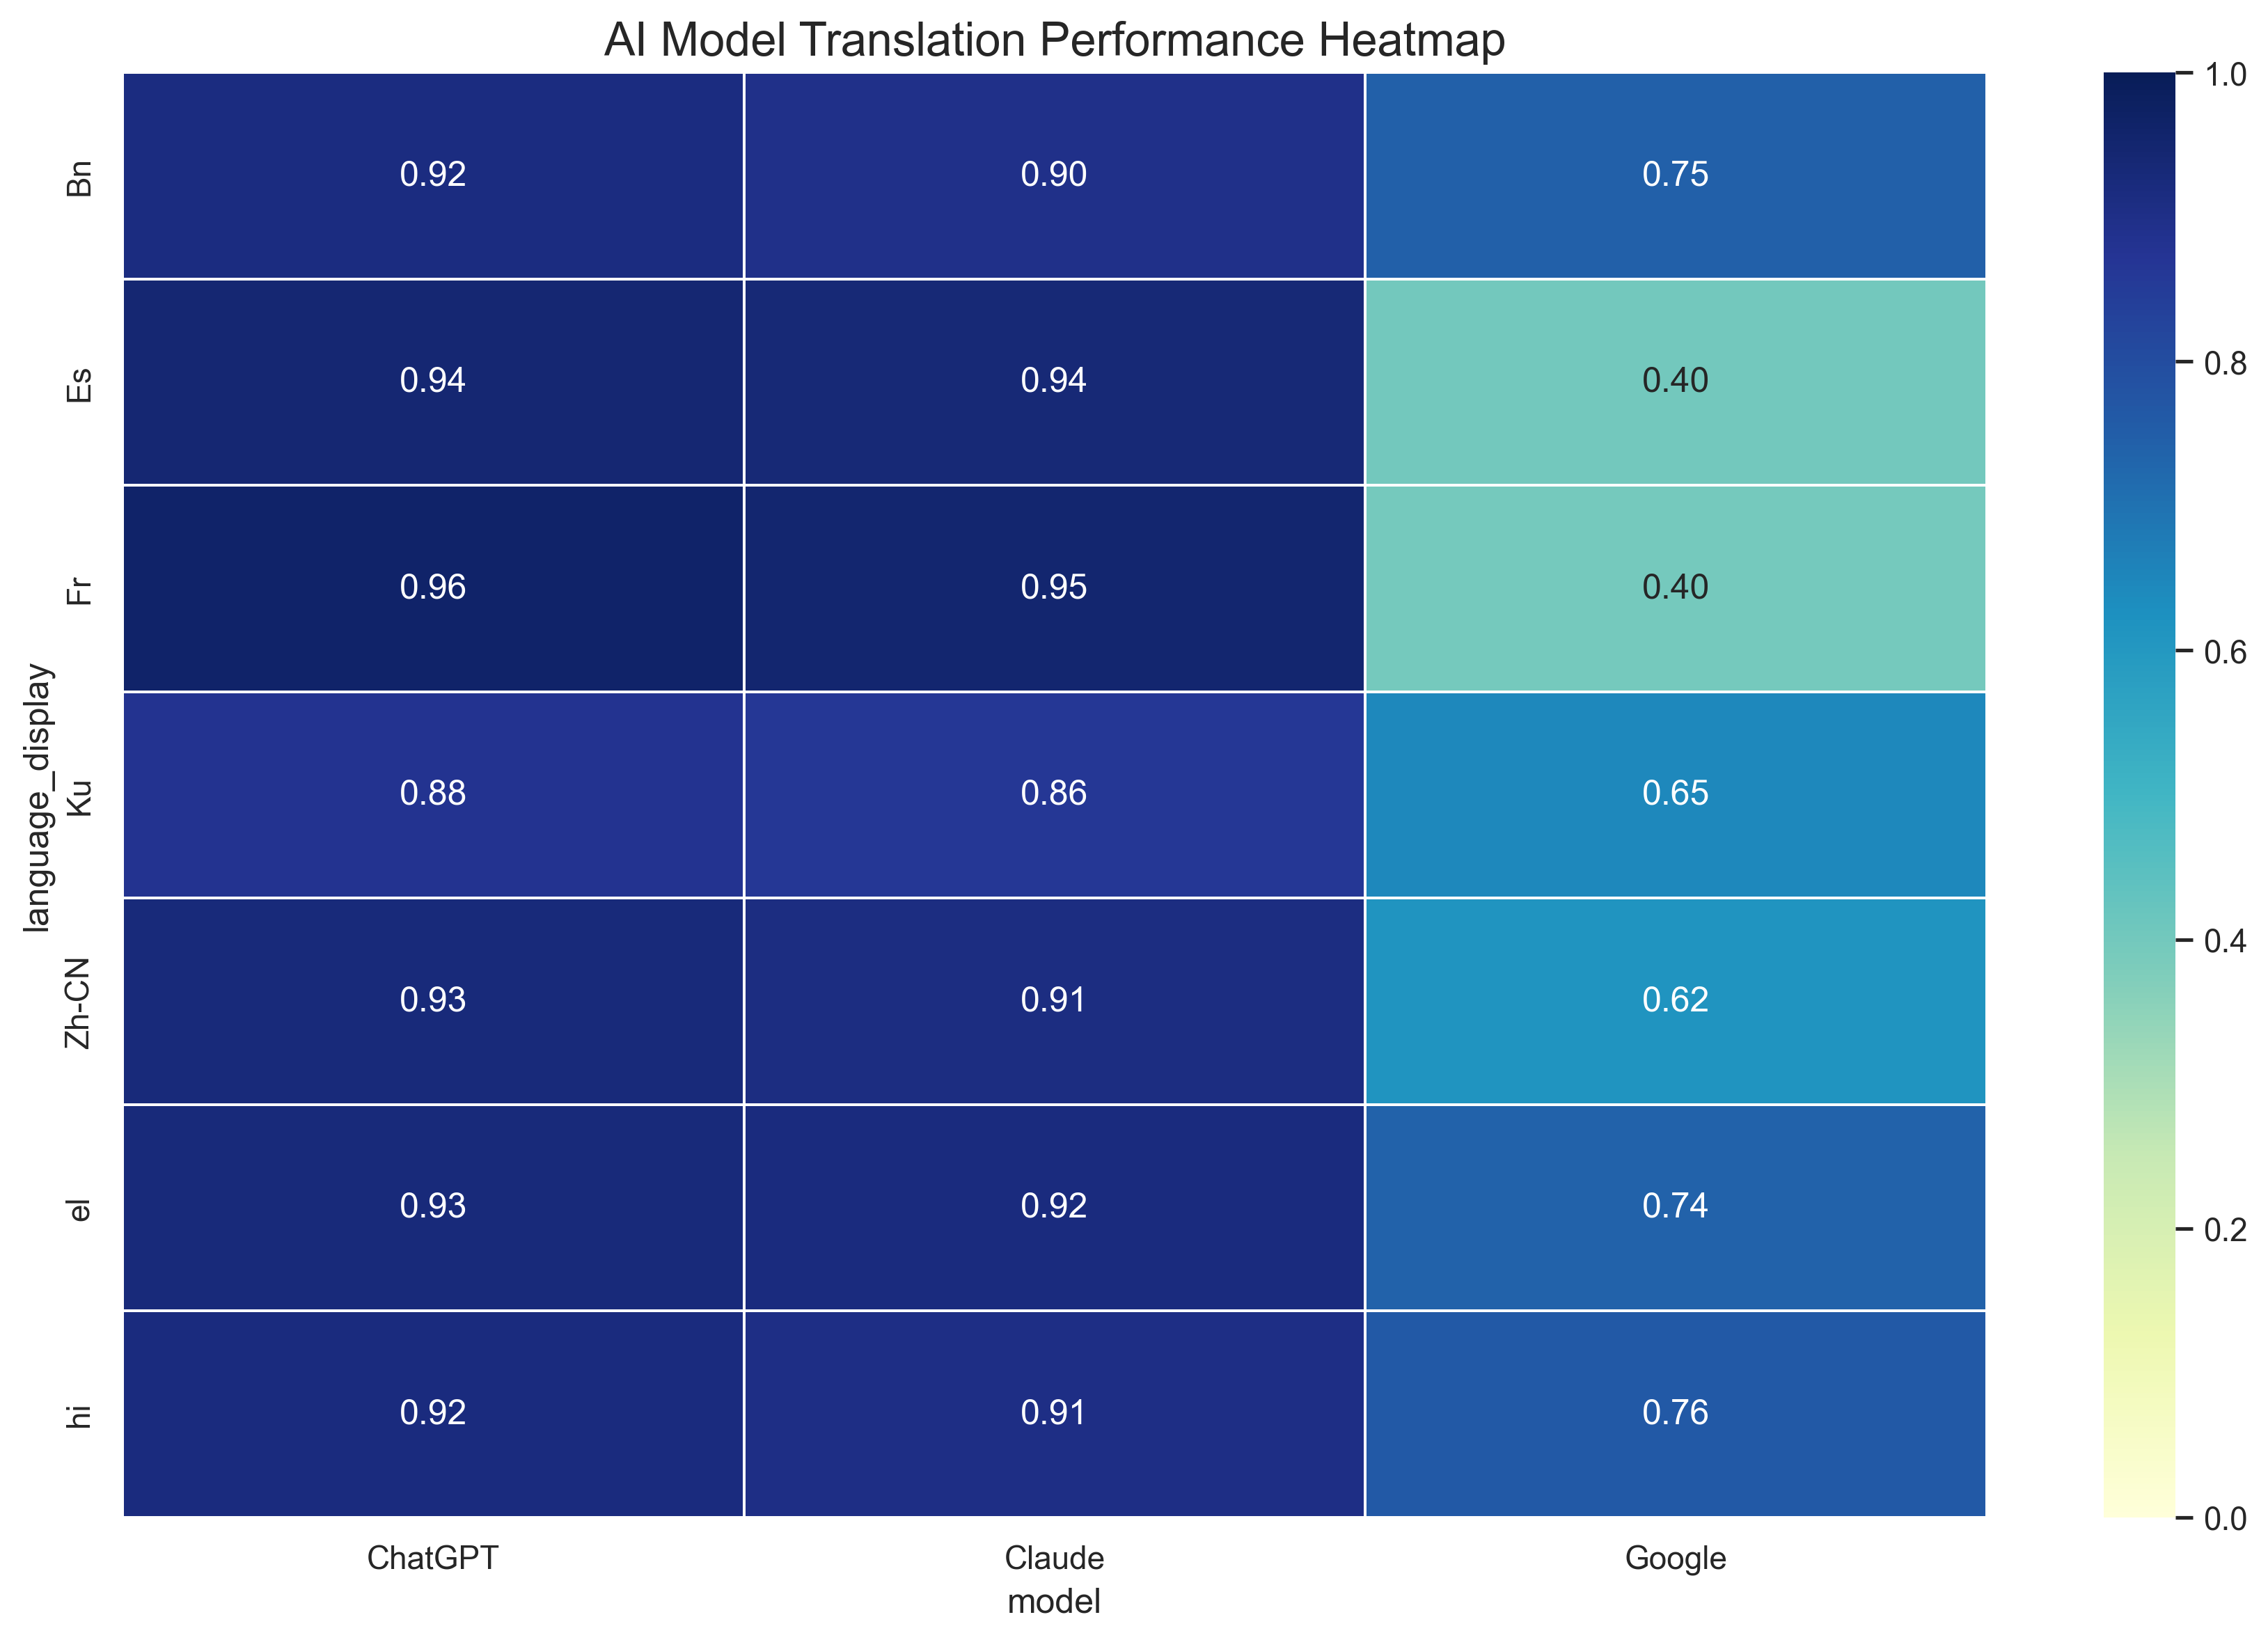 AI Model Translation Performance Heatmap
language_display
Bn 0.92 0.90 0.75
Es 0.94 0.94 0.40
Fr 0.96 0.95 0.40
Ku 0.88 0.86 0.65
Zh-CN 0.93 0.91 0.62
el 0.93 0.92 0.74
hi 0.92 0.91 0.76
ChatGPT Claude Google
model
1.0
0.8
0.6
0.4
0.2
0.0